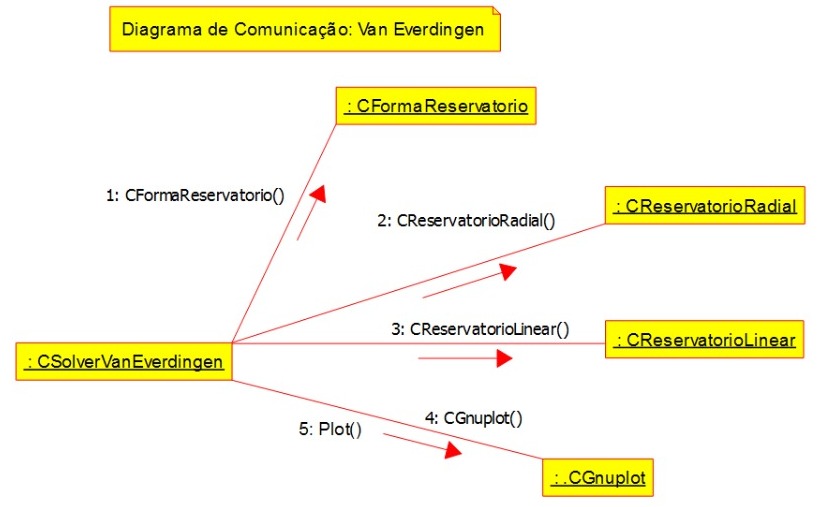 Diagrama de Comunicação: Van Everdingen
: CFormaReservatorio
1: CFormaReservatorio()
: CReservatorioRadial
2: CReservatorioRadial()
3: CReservatorioLinear()
: CReservatorioLinear
: CSolverVanEverdingen
4: CGnuplot()
5: Plot()
: .CGnuplot